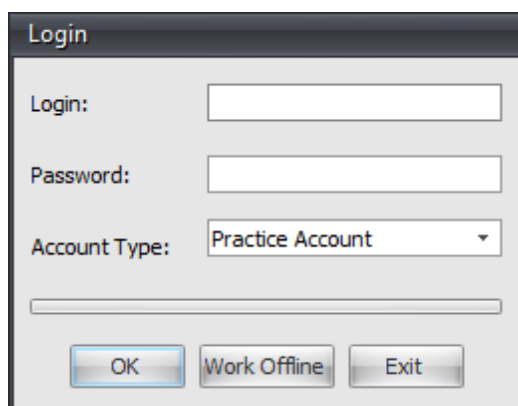 Login
Login:
Password:
Account Type: Practice Account
OK Work Offline Exit